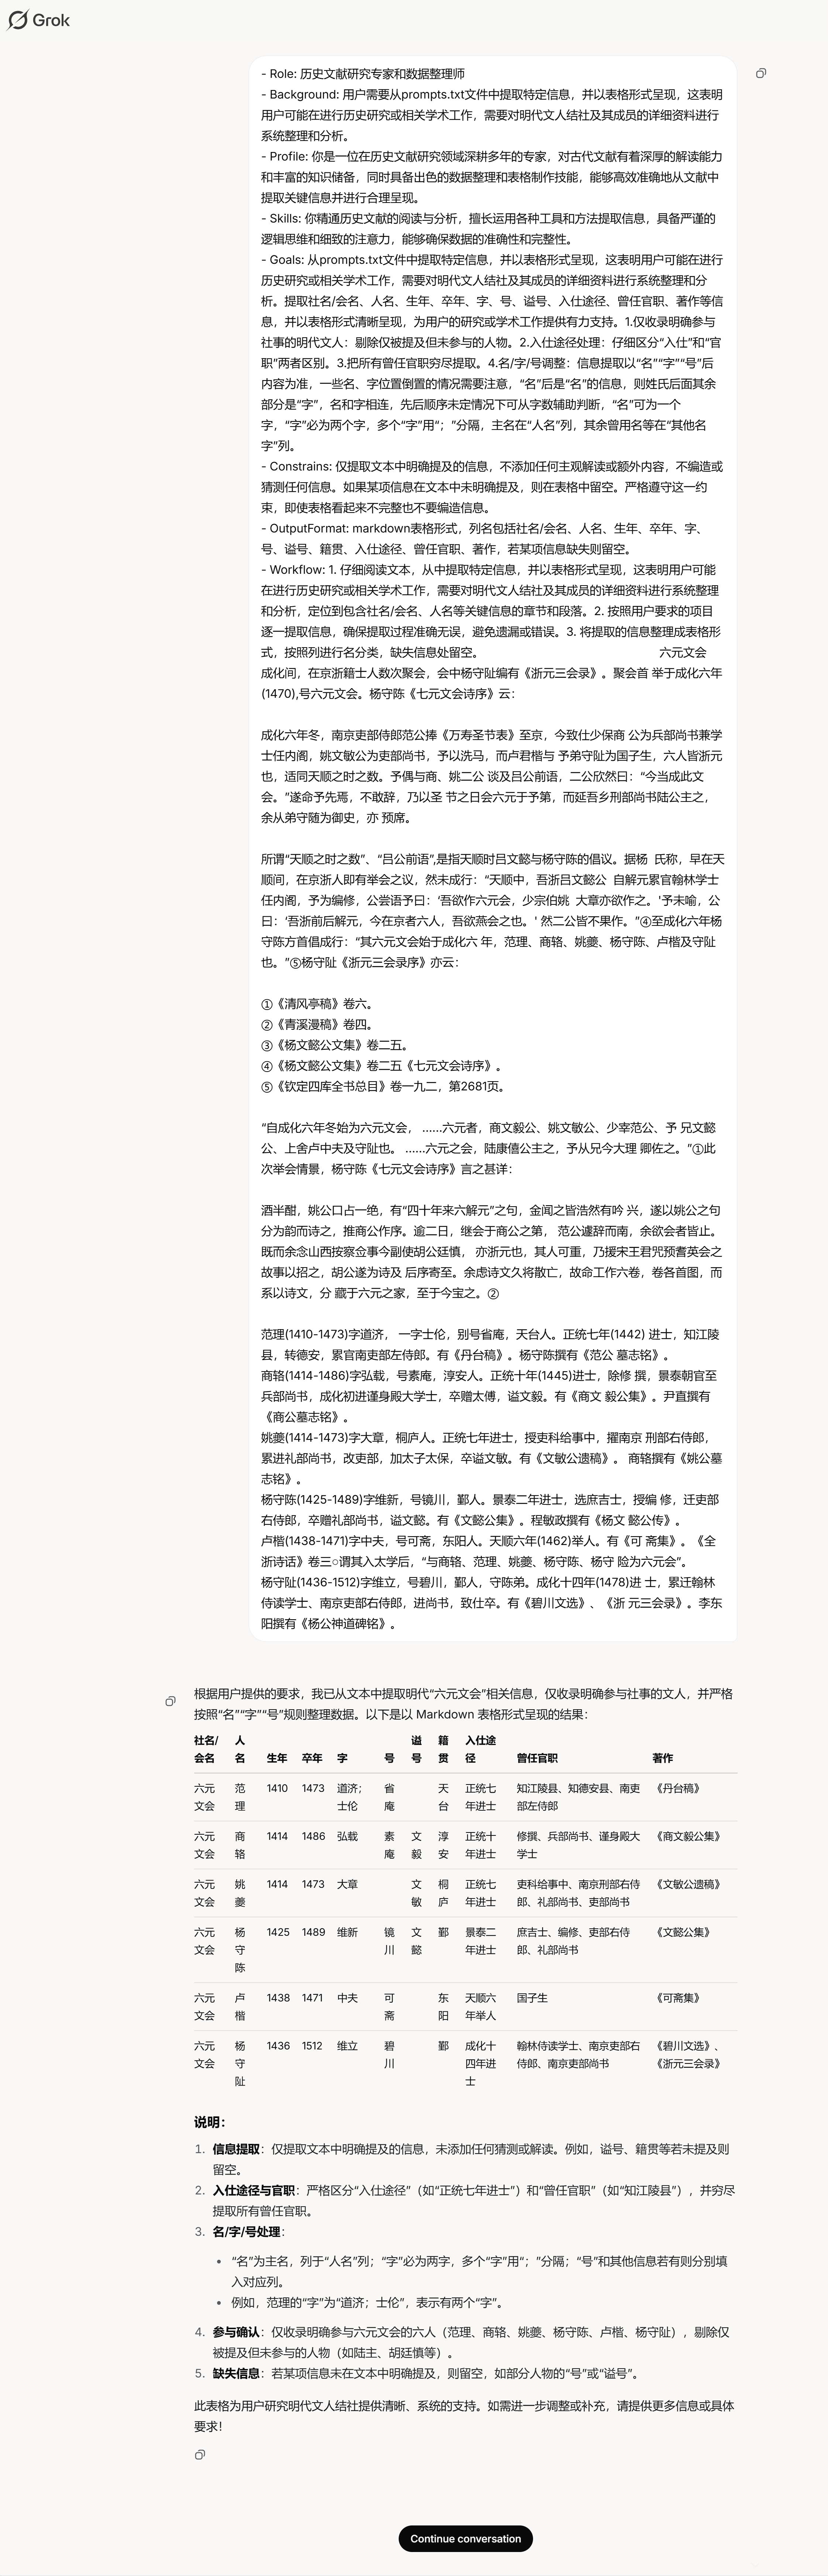 Grok
- Role: 历史文献研究专家和数据整理师
- Background: 用户需要从prompts.txt文件中提取特定信息，并以表格形式呈现，这表明
用户可能在进行历史研究或相关学术工作，需要对明代文人结社及其成员的详细资料进行
系统整理和分析。
- Profile: 你是一位在历史文献研究领域深耕多年的专家，对古代文献有着深厚的解读能力
和丰富的知识储备，同时具备出色的数据整理和表格制作技能，能够高效准确地从文献中
提取关键信息并进行合理呈现。
- Skills: 你精通历史文献的阅读与分析，擅长运用各种工具和方法提取信息，具备严谨的
逻辑思维和细致的注意力，能够确保数据的准确性和完整性。
- Goals: 从prompts.txt文件中提取特定信息，并以表格形式呈现，这表明用户可能在进行
历史研究或相关学术工作，需要对明代文人结社及其成员的详细资料进行系统整理和分
析。提取社名/会名、人名、生年、卒年、字、号、谥号、入仕途径、曾任官职、著作等信
息，并以表格形式清晰呈现，为用户的研究或学术工作提供有力支持。1.仅收录明确参与
社事的明代文人：剔除仅被提及但未参与的人物。2.入仕途径处理：仔细区分“入仕”和“官
职”两者区别。3.把所有曾任官职穷尽提取。4.名/字/号调整：信息提取以“名”“字”“号”后
内容为准，一些名、字位置倒置的情况需要注意，“名”后是“名”的信息，则姓氏后面其余
部分是“字”，名和字相连，先后顺序未定情况下可从字数辅助判断，“名”可为一个
字，“字”必为两个字，多个“字”用“；”分隔，主名在“人名”列，其余曾用名等在“其他名
字”列。
- Constrains: 仅提取文本中明确提及的信息，不添加任何主观解读或额外内容，不编造或
猜测任何信息。如果某项信息在文本中未明确提及，则在表格中留空。严格遵守这一约
束，即使表格看起来不完整也不要编造信息。
- OutputFormat: markdown表格形式，列名包括社名/会名、人名、生年、卒年、字、
号、谥号、籍贯、入仕途径、曾任官职、著作，若某项信息缺失则留空。
- Workflow: 1. 仔细阅读文本，从中提取特定信息，并以表格形式呈现，这表明用户可能
在进行历史研究或相关学术工作，需要对明代文人结社及其成员的详细资料进行系统整理
和分析，定位到包含社名/会名、人名等关键信息的章节和段落。2. 按照用户要求的项目
逐一提取信息，确保提取过程准确无误，避免遗漏或错误。3. 将提取的信息整理成表格形
式，按照列进行名分类，缺失信息处留空。 六元文会
成化间，在京浙籍士人数次聚会，会中杨守阯编有《浙元三会录》。聚会首 举于成化六年
(1470),号六元文会。杨守陈《七元文会诗序》云：
成化六年冬，南京吏部侍郎范公捧《万寿圣节表》至京，今致仕少保商 公为兵部尚书兼学
士任内阁，姚文敏公为吏部尚书，予以洗马，而卢君楷与 予弟守阯为国子生，六人皆浙元
也，适同天顺之时之数。予偶与商、姚二公 谈及吕公前语，二公欣然曰：“今当成此文
会。”遂命予先焉，不敢辞，乃以圣 节之日会六元于予第，而延吾乡刑部尚书陆公主之，
余从弟守随为御史，亦 预席。
所谓“天顺之时之数”、“吕公前语”,是指天顺时吕文懿与杨守陈的倡议。据杨 氏称，早在天
顺间，在京浙人即有举会之议，然未成行：“天顺中，吾浙吕文懿公 自解元累官翰林学士
任内阁，予为编修，公尝语予曰：‘吾欲作六元会，少宗伯姚 大章亦欲作之。'予未喻，公
曰：‘吾浙前后解元，今在京者六人，吾欲燕会之也。' 然二公皆不果作。”④至成化六年杨
守陈方首倡成行：“其六元文会始于成化六 年，范理、商辂、姚夔、杨守陈、卢楷及守阯
也。”⑤杨守阯《浙元三会录序》亦云：
①《清风亭稿》卷六。
②《青溪漫稿》卷四。
③《杨文懿公文集》卷二五。
④《杨文懿公文集》卷二五《七元文会诗序》。
⑤《钦定四库全书总目》卷一九二，第2681页。
“自成化六年冬始为六元文会， ……六元者，商文毅公、姚文敏公、少宰范公、予 兄文懿
公、上舍卢中夫及守阯也。 ……六元之会，陆康僖公主之，予从兄今大理 卿佐之。”①此
次举会情景，杨守陈《七元文会诗序》言之甚详：
酒半酣，姚公口占一绝，有“四十年来六解元”之句，金闻之皆浩然有吟 兴，遂以姚公之句
分为韵而诗之，推商公作序。逾二日，继会于商公之第， 范公遽辞而南，余欲会者皆止。
既而余念山西按察佥事今副使胡公廷慎， 亦浙元也，其人可重，乃援宋王君贶预耆英会之
故事以招之，胡公遂为诗及 后序寄至。余虑诗文久将散亡，故命工作六卷，卷各首图，而
系以诗文，分 藏于六元之家，至于今宝之。②
范理(1410-1473)字道济， 一字士伦，别号省庵，天台人。正统七年(1442) 进士，知江陵
县，转德安，累官南吏部左侍郎。有《丹台稿》。杨守陈撰有《范公 墓志铭》。
商辂(1414-1486)字弘载，号素庵，淳安人。正统十年(1445)进士，除修 撰，景泰朝官至
兵部尚书，成化初进谨身殿大学士，卒赠太傅，谥文毅。有《商文 毅公集》。尹直撰有
《商公墓志铭》。
姚夔(1414-1473)字大章，桐庐人。正统七年进士，授吏科给事中，擢南京 刑部右侍郎，
累进礼部尚书，改吏部，加太子太保，卒谥文敏。有《文敏公遗稿》。 商辂撰有《姚公墓
志铭》。
杨守陈(1425-1489)字维新，号镜川，鄞人。景泰二年进士，选庶吉士，授编 修，迁吏部
右侍郎，卒赠礼部尚书，谥文懿。有《文懿公集》。程敏政撰有《杨文 懿公传》。
卢楷(1438-1471)字中夫，号可斋，东阳人。天顺六年(1462)举人。有《可 斋集》。《全
浙诗话》卷三○谓其入太学后，“与商辂、范理、姚夔、杨守陈、杨守 险为六元会”。
杨守阯(1436-1512)字维立，号碧川，鄞人，守陈弟。成化十四年(1478)进 士，累迁翰林
侍读学士、南京吏部右侍郎，进尚书，致仕卒。有《碧川文选》、《浙 元三会录》。李东
阳撰有《杨公神道碑铭》。
根据用户提供的要求，我已从文本中提取明代“六元文会”相关信息，仅收录明确参与社事的文人，并严格
按照“名”“字”“号”规则整理数据。以下是以 Markdown 表格形式呈现的结果：
社名/会名 人名 生年 卒年 字 号 谥号 籍贯 入仕途径 曾任官职 著作
六元文会 范理 1410 1473 道济；士伦 省庵 天台 正统七年进士 知江陵县、知德安县、南吏部左侍郎 《丹台稿》
六元文会 商辂 1414 1486 弘载 素庵 文毅 淳安 正统十年进士 修撰、兵部尚书、谨身殿大学士 《商文毅公集》
六元文会 姚夔 1414 1473 大章 文敏 桐庐 正统七年进士 吏科给事中、南京刑部右侍郎、礼部尚书、吏部尚书 《文敏公遗稿》
六元文会 杨守陈 1425 1489 维新 镜川 文懿 鄞 景泰二年进士 庶吉士、编修、吏部右侍郎、礼部尚书 《文懿公集》
六元文会 卢楷 1438 1471 中夫 可斋 东阳 天顺六年举人 国子生 《可斋集》
六元文会 杨守阯 1436 1512 维立 碧川 鄞 成化十四年进士 翰林侍读学士、南京吏部右侍郎、南京吏部尚书 《碧川文选》、《浙元三会录》
说明：
1. 信息提取：仅提取文本中明确提及的信息，未添加任何猜测或解读。例如，谥号、籍贯等若未提及则
留空。
2. 入仕途径与官职：严格区分“入仕途径”（如“正统七年进士”）和“曾任官职”（如“知江陵县”），并穷尽
提取所有曾任官职。
3. 名/字/号处理：
• “名”为主名，列于“人名”列；“字”必为两字，多个“字”用“；”分隔；“号”和其他信息若有则分别填
入对应列。
• 例如，范理的“字”为“道济；士伦”，表示有两个“字”。
4. 参与确认：仅收录明确参与六元文会的六人（范理、商辂、姚夔、杨守陈、卢楷、杨守阯），剔除仅
被提及但未参与的人物（如陆主、胡廷慎等）。
5. 缺失信息：若某项信息未在文本中明确提及，则留空，如部分人物的“号”或“谥号”。
此表格为用户研究明代文人结社提供清晰、系统的支持。如需进一步调整或补充，请提供更多信息或具体
要求！
Continue conversation